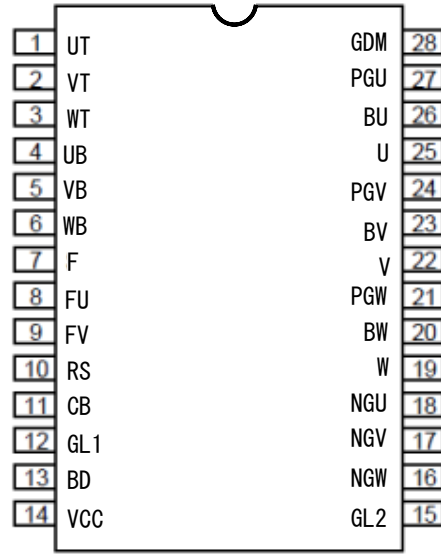 1 UT GDM 28
2 VT PGU 27
3 WT BU 26
4 UB U 25
5 VB PGV 24
6 WB BV 23
7 F V 22
8 FU PGW 21
9 FV BW 20
10 RS W 19
11 CB NGU 18
12 GL1 NGV 17
13 BD NGW 16
14 VCC GL2 15